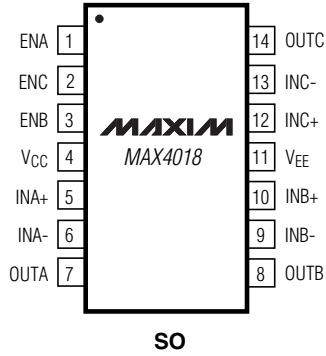 ENA 1 14 OUTC
ENC 2 13 INC-
ENB 3 MAXIM 12 INC+
VCC 4 MAX4018 11 VEE
INA+ 5 10 INB+
INA- 6 9 INB-
OUTA 7 8 OUTB
SO